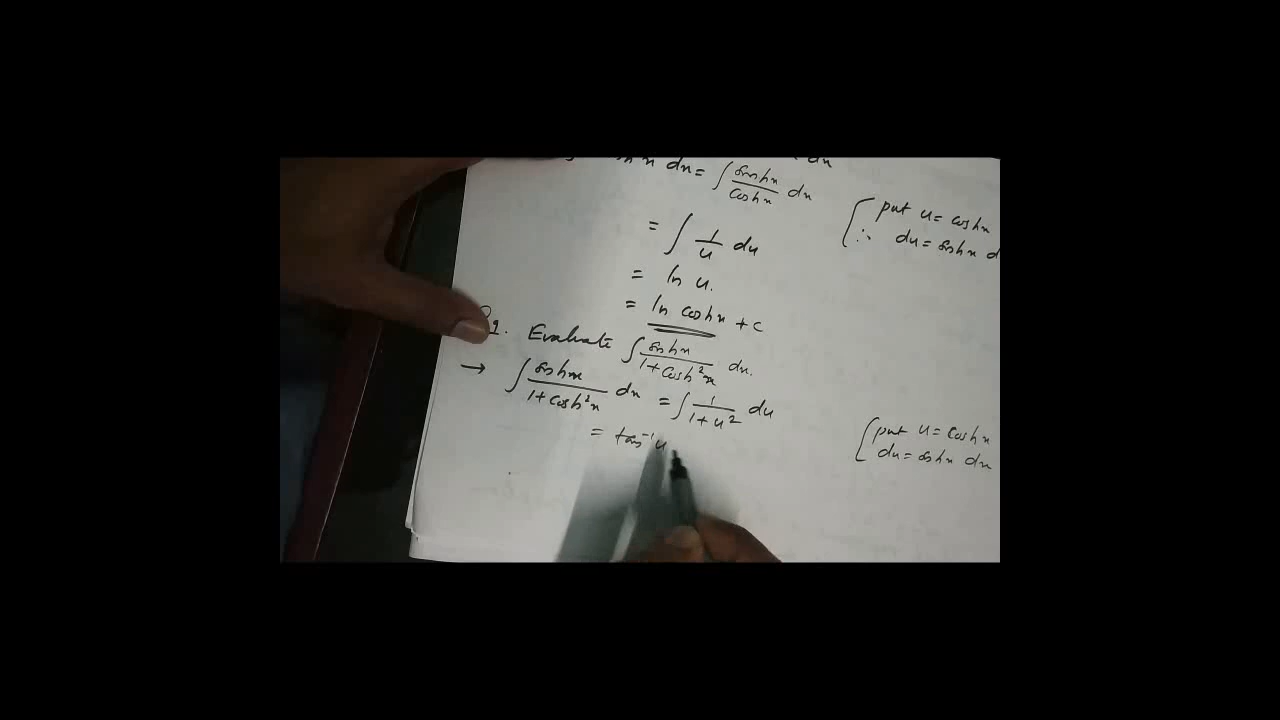 dx
dx = ∫ sinhx/coshx dx
put u = coshx
= ∫ 1/u du
∴ du = sinhx d
= ln u.
= ln coshx + c
Evaluate ∫ sinhx/1+cosh²x dx.
→ ∫ sinhx/1+cosh²x dx = ∫ 1/1+u² du
put u = coshx
= tan⁻¹u
du = sinhx dx